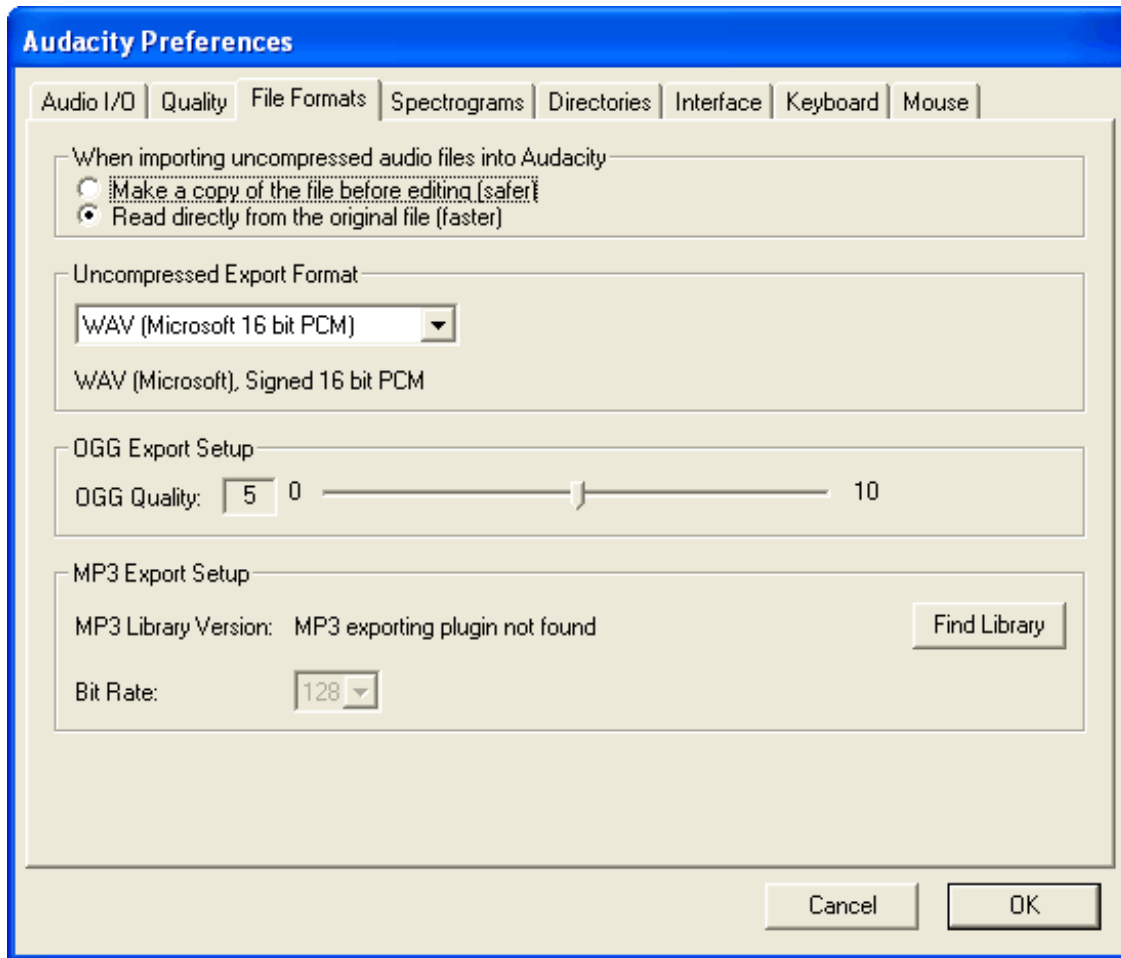 Audacity Preferences
Audio I/O Quality File Formats Spectrograms Directories Interface Keyboard Mouse
When importing uncompressed audio files into Audacity
Make a copy of the file before editing (safer)
Read directly from the original file (faster)
Uncompressed Export Format
WAV (Microsoft 16 bit PCM)
WAV (Microsoft), Signed 16 bit PCM
OGG Export Setup
OGG Quality: 5 0 10
MP3 Export Setup
MP3 Library Version: MP3 exporting plugin not found Find Library
Bit Rate: 128
Cancel OK